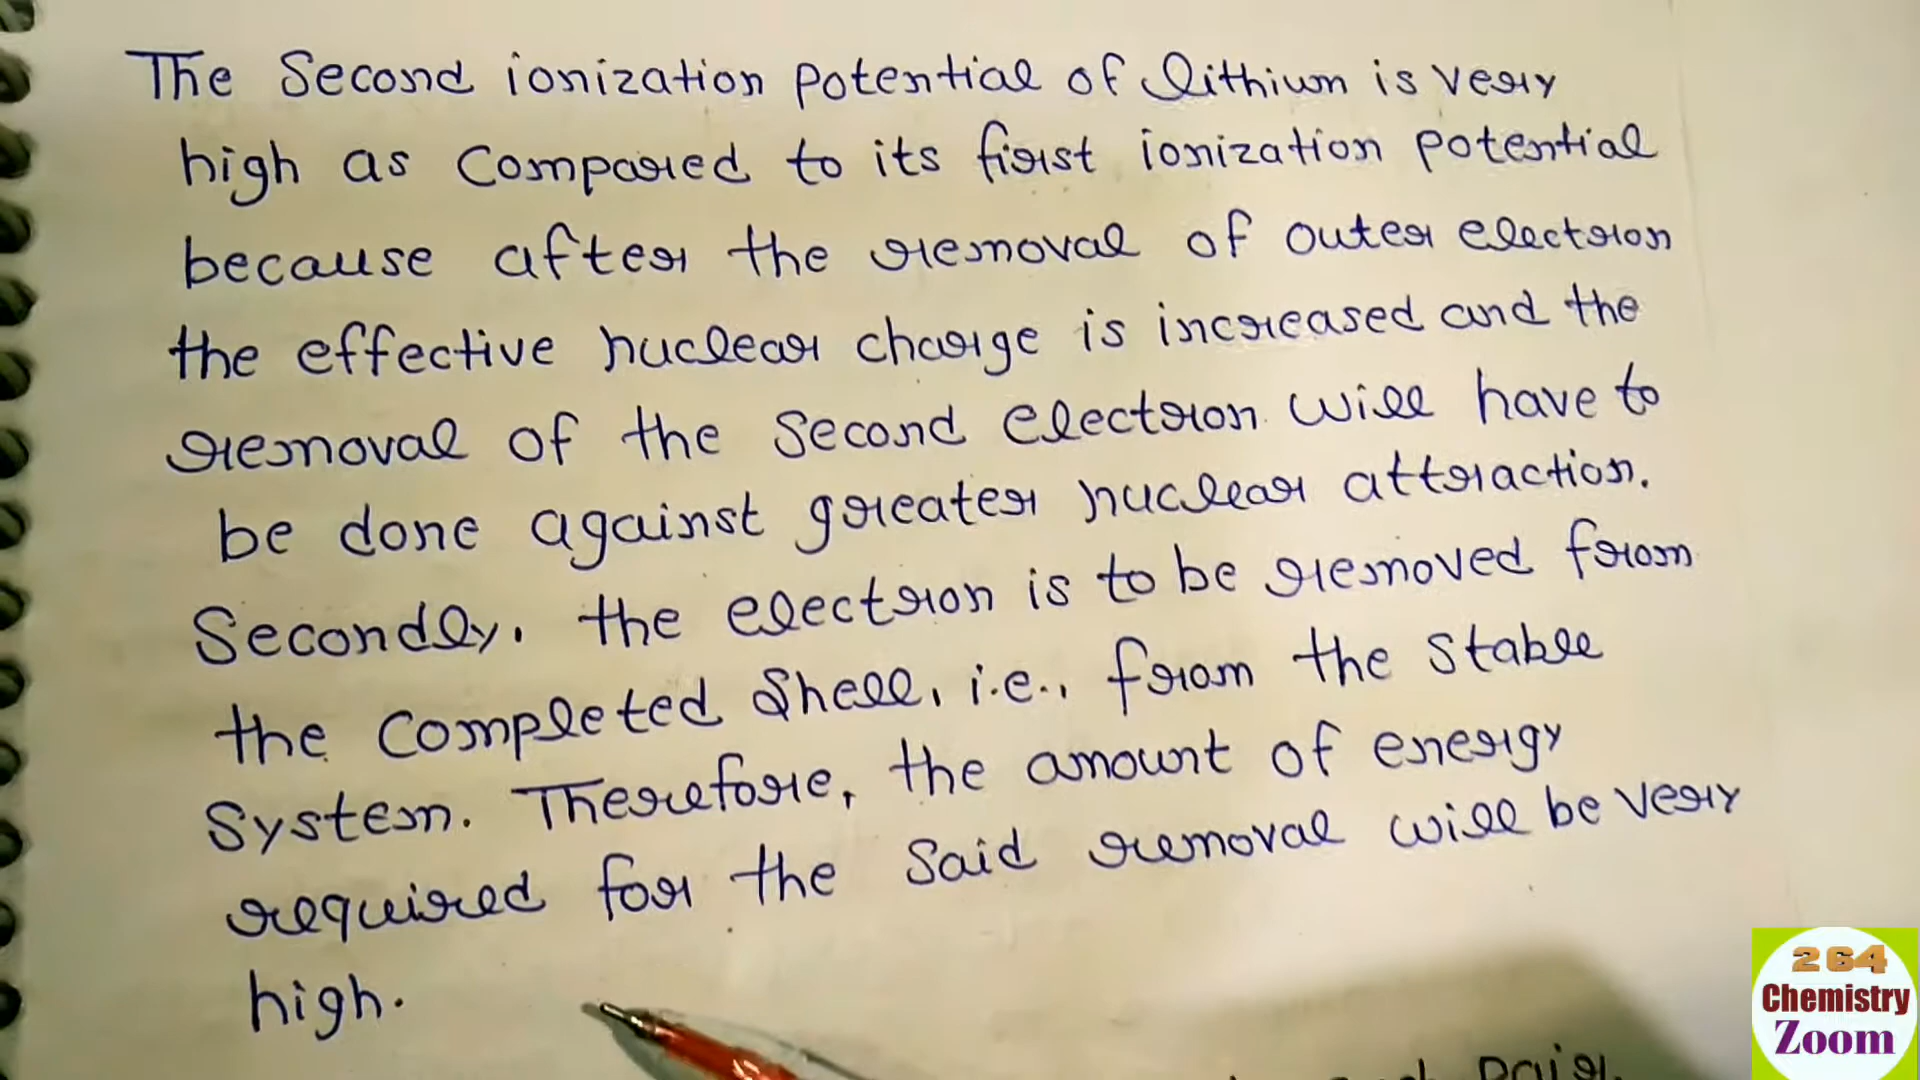 The Second ionization potential of lithium is very
high as compared to its first ionization potential
because after the removal of outer electron
the effective nuclear charge is increased and the
removal of the second electron will have to
be done against greater nuclear attraction.
Secondly, the electron is to be removed from
the completed shell, i.e., from the stable
system. Therefore, the amount of energy
required for the said removal will be very
high.
pair.
264
Chemistry
Zoom